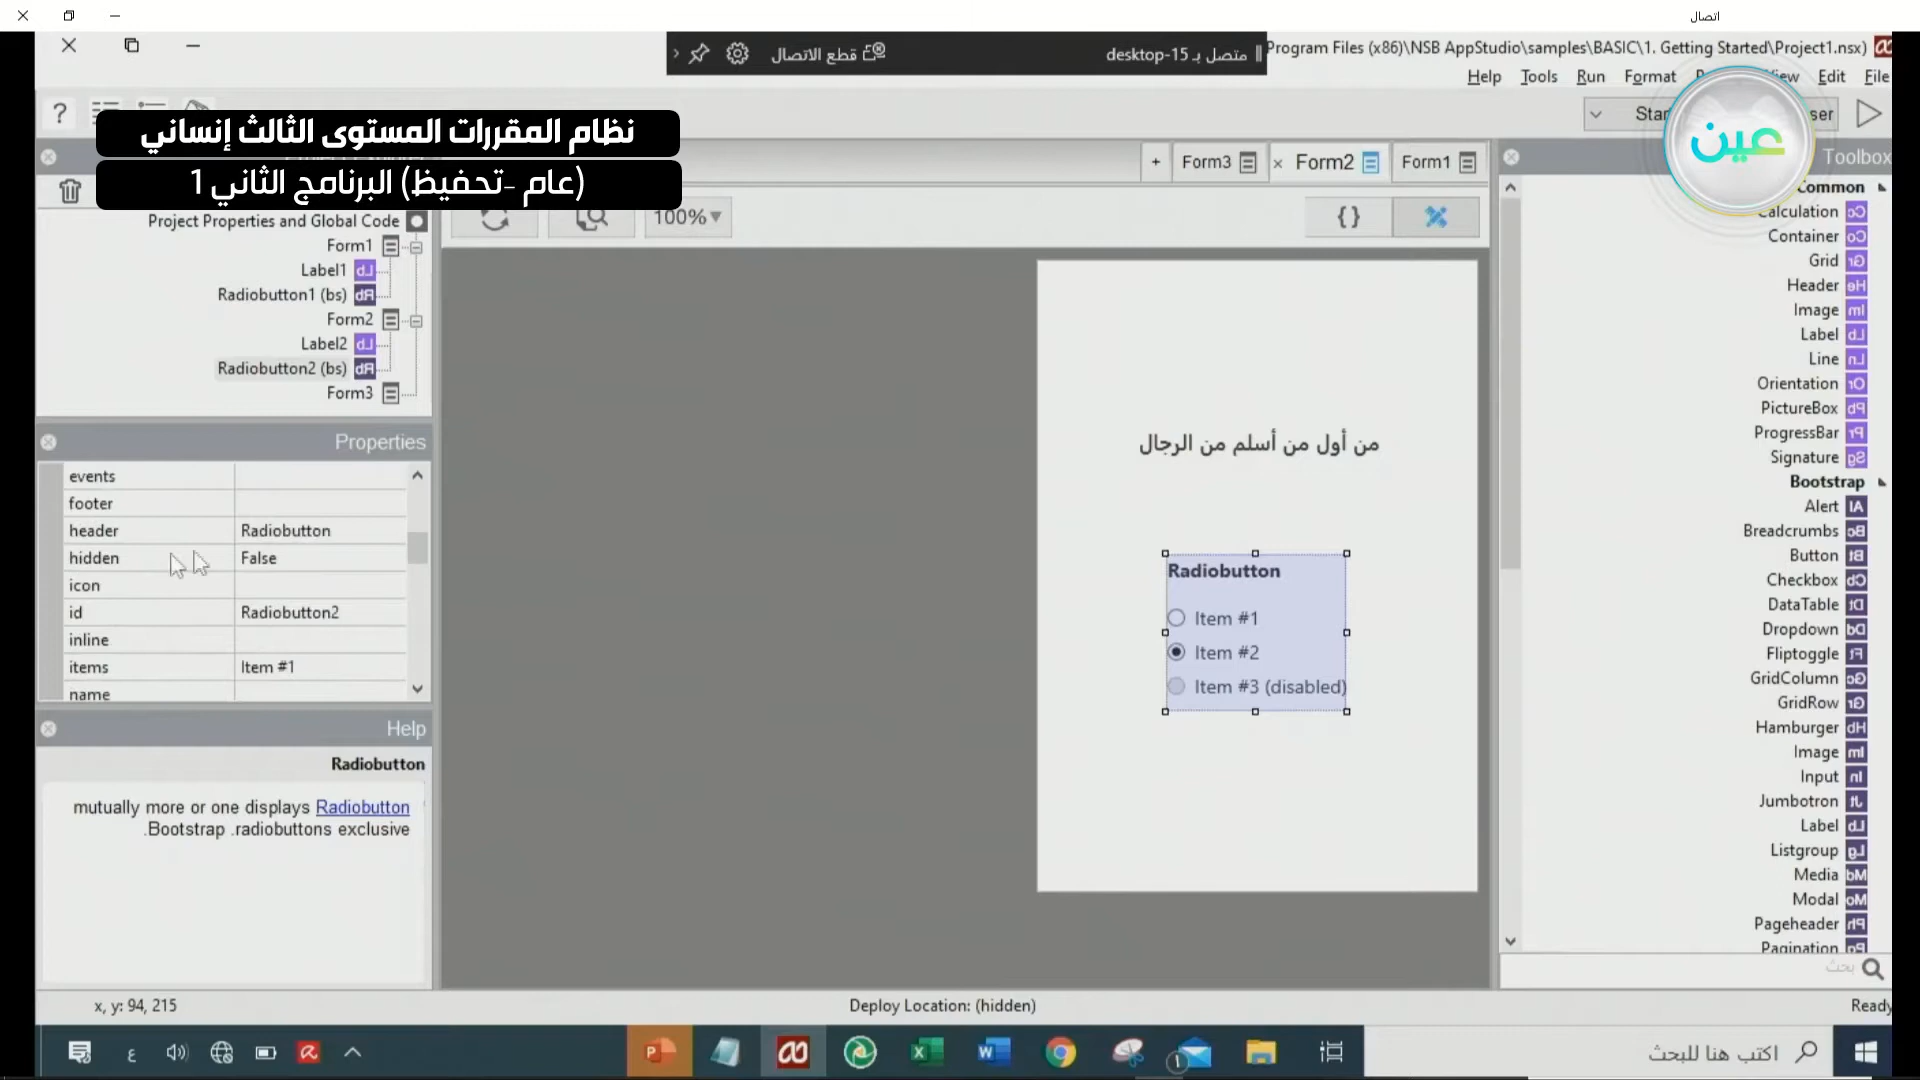 اتصال
Program Files (x86)\NSB AppStudio\samples\BASIC\1. Getting Started\Project1.nsx)
متصل بـ desktop-15
قطع الاتصال
File
Edit
View
Format
Run
Tools
Help
نظام المقررات المستوى الثالث إنساني
(عام -تحفيظ) البرنامج الثاني 1
عين
Toolbox
Common
Calculation
Container
Grid
Header
Image
Label
Line
Orientation
PictureBox
ProgressBar
Signature
Bootstrap
Alert
Breadcrumbs
Button
Checkbox
DataTable
Dropdown
Fliptoggle
GridColumn
GridRow
Hamburger
Image
Input
Jumbotron
Label
Listgroup
Media
Modal
Pageheader
Pagination
بحث
Form1
Form2
Form3
+
{ }
100%
من أول من أسلم من الرجال
Radiobutton
Item #1
Item #2
Item #3 (disabled)
Project Properties and Global Code
Form1
Label1
Radiobutton1 (bs)
Form2
Label2
Radiobutton2 (bs)
Form3
Properties
events
footer
header Radiobutton
hidden False
icon
id Radiobutton2
inline
items Item #1
name
Help
Radiobutton
mutually more or one displays Radiobutton
.Bootstrap .radiobuttons exclusive
x, y: 94, 215
Deploy Location: (hidden)
Ready
اكتب هنا للبحث
ع